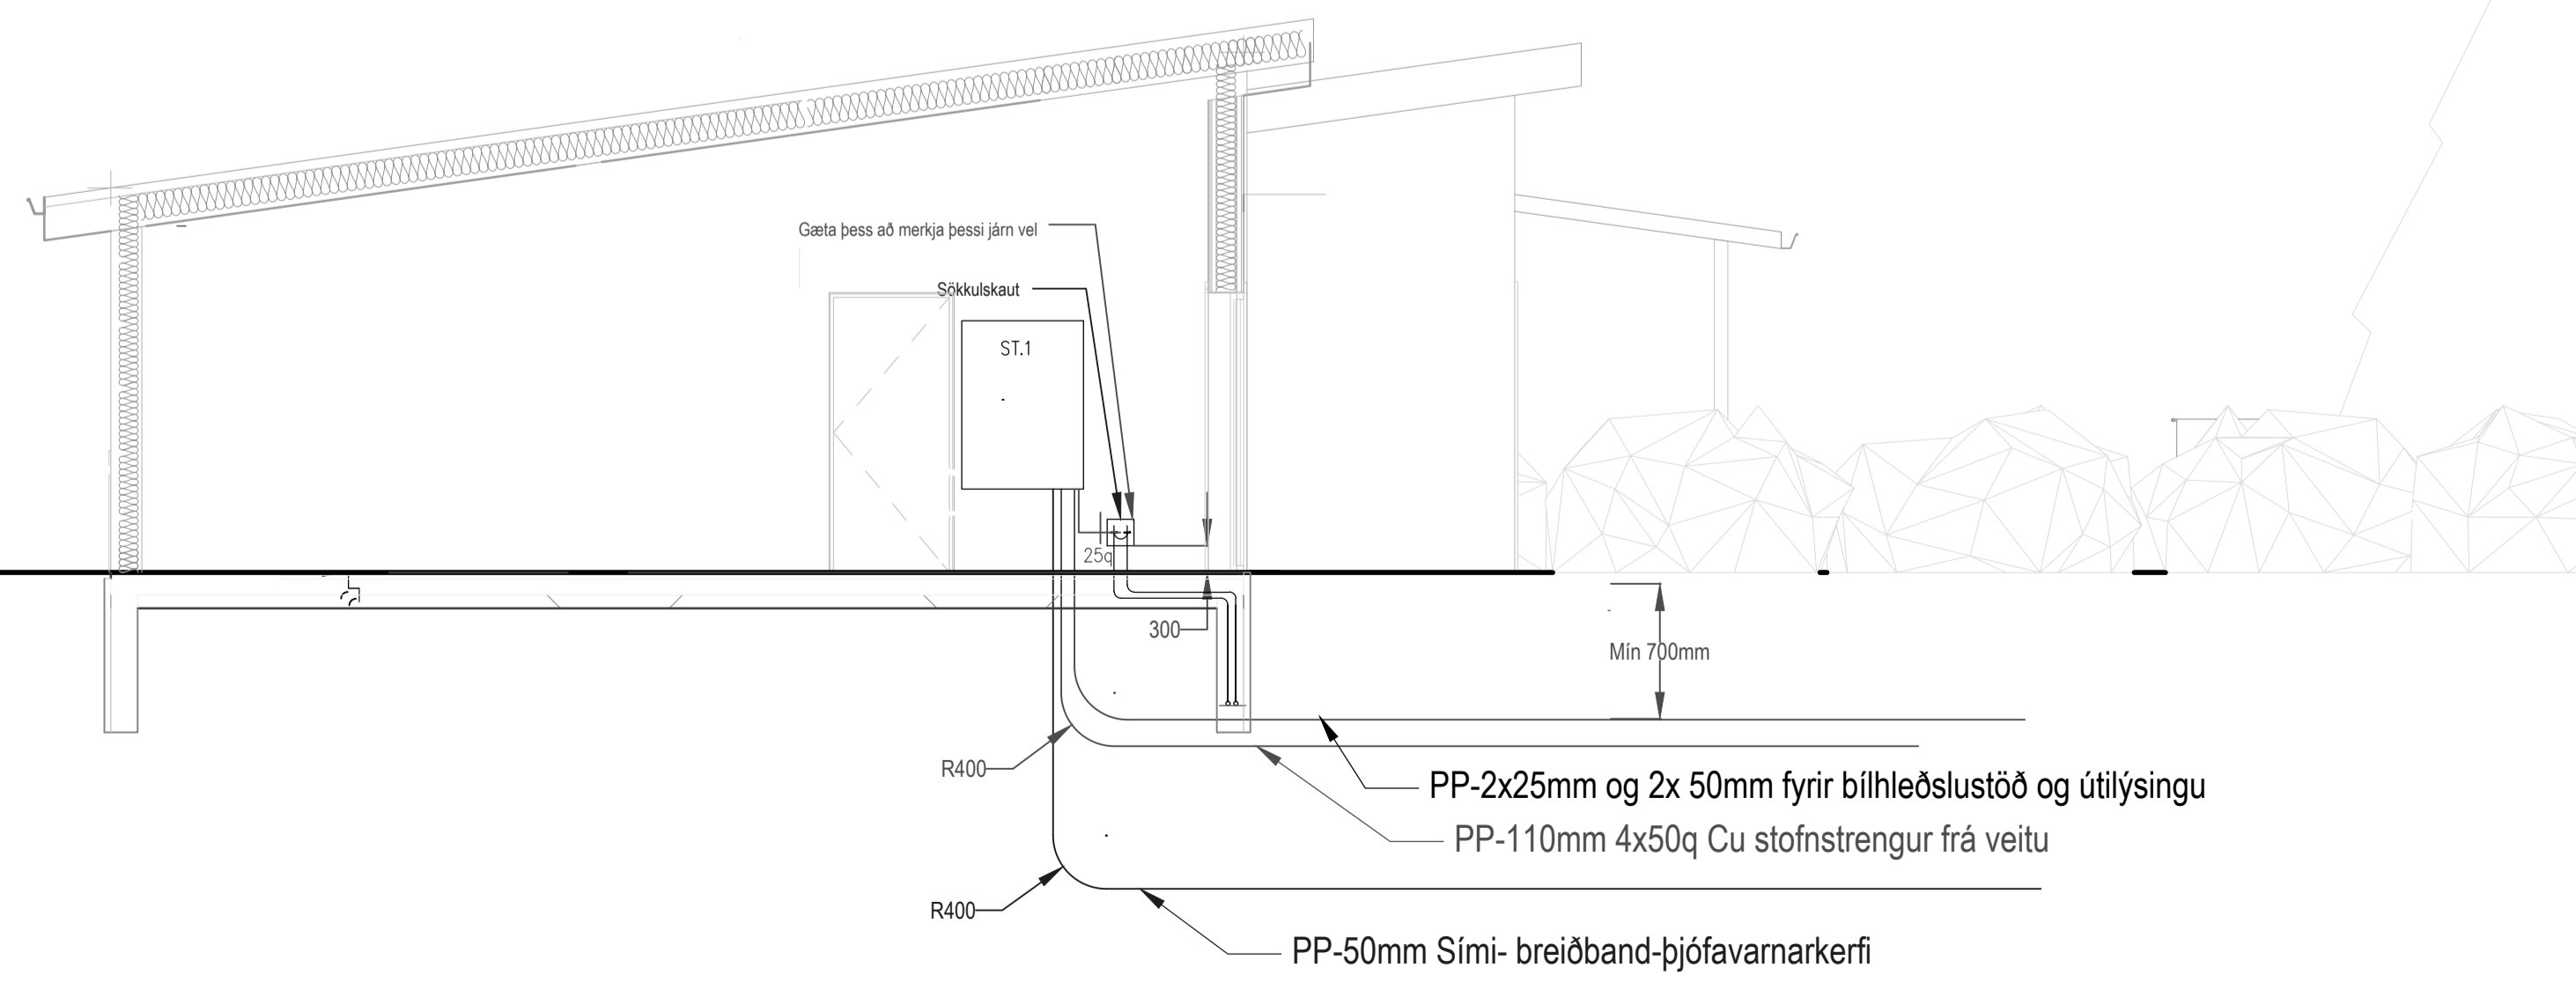 Gæta þess að merkja þessi járn vel
Sökkulskaut
ST.1
25q
300
Mín 700mm
R400
PP-2x25mm og 2x 50mm fyrir bílhleðslustöð og útilýsingu
PP-110mm 4x50q Cu stofnstrengur frá veitu
R400
PP-50mm Sími- breiðband-þjófavarnarkerfi